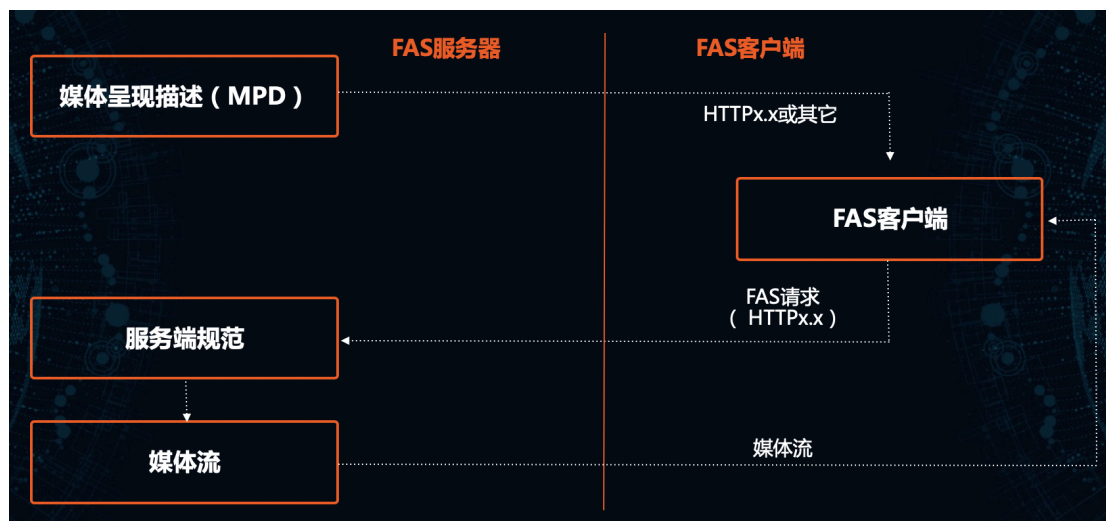 FAS服务器
FAS客户端
媒体呈现描述（MPD）
HTTPx.x或其它
FAS客户端
FAS请求
（ HTTPx.x ）
服务端规范
媒体流
媒体流